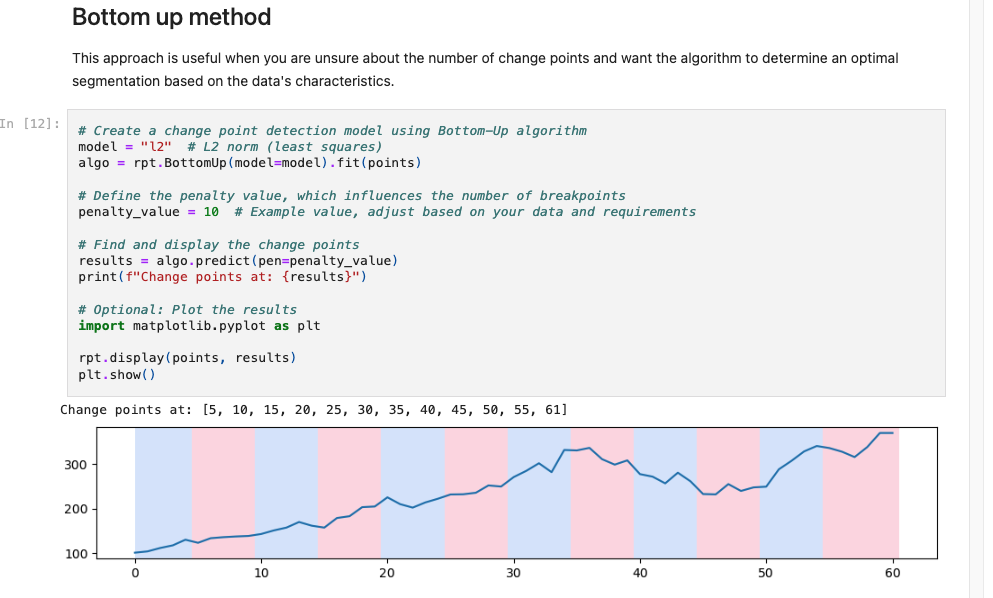 Bottom up method
This approach is useful when you are unsure about the number of change points and want the algorithm to determine an optimal
segmentation based on the data's characteristics.
In [12]:
# Create a change point detection model using Bottom-Up algorithm
model = "l2"  # L2 norm (least squares)
algo = rpt.BottomUp(model=model).fit(points)
# Define the penalty value, which influences the number of breakpoints
penalty_value = 10  # Example value, adjust based on your data and requirements
# Find and display the change points
results = algo.predict(pen=penalty_value)
print(f"Change points at: {results}")
# Optional: Plot the results
import matplotlib.pyplot as plt
rpt.display(points, results)
plt.show()
Change points at: [5, 10, 15, 20, 25, 30, 35, 40, 45, 50, 55, 61]
300
200
100
0 10 20 30 40 50 60